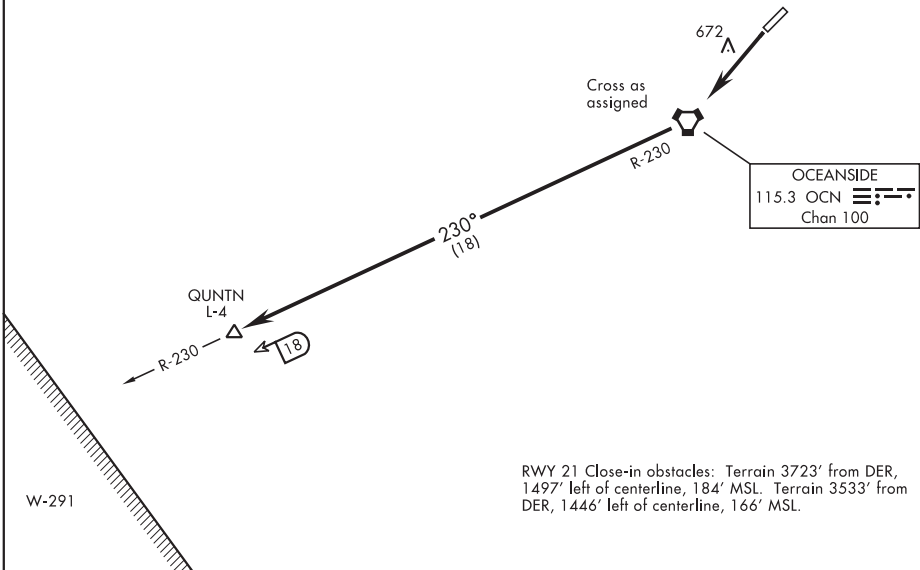 672
Cross as
assigned
R-230
OCEANSIDE
115.3 OCN
Chan 100
230°
(18)
QUNTN
L-4
R-230
18
W-291
RWY 21 Close-in obstacles: Terrain 3723' from DER,
1497' left of centerline, 184' MSL. Terrain 3533' from
DER, 1446' left of centerline, 166' MSL.